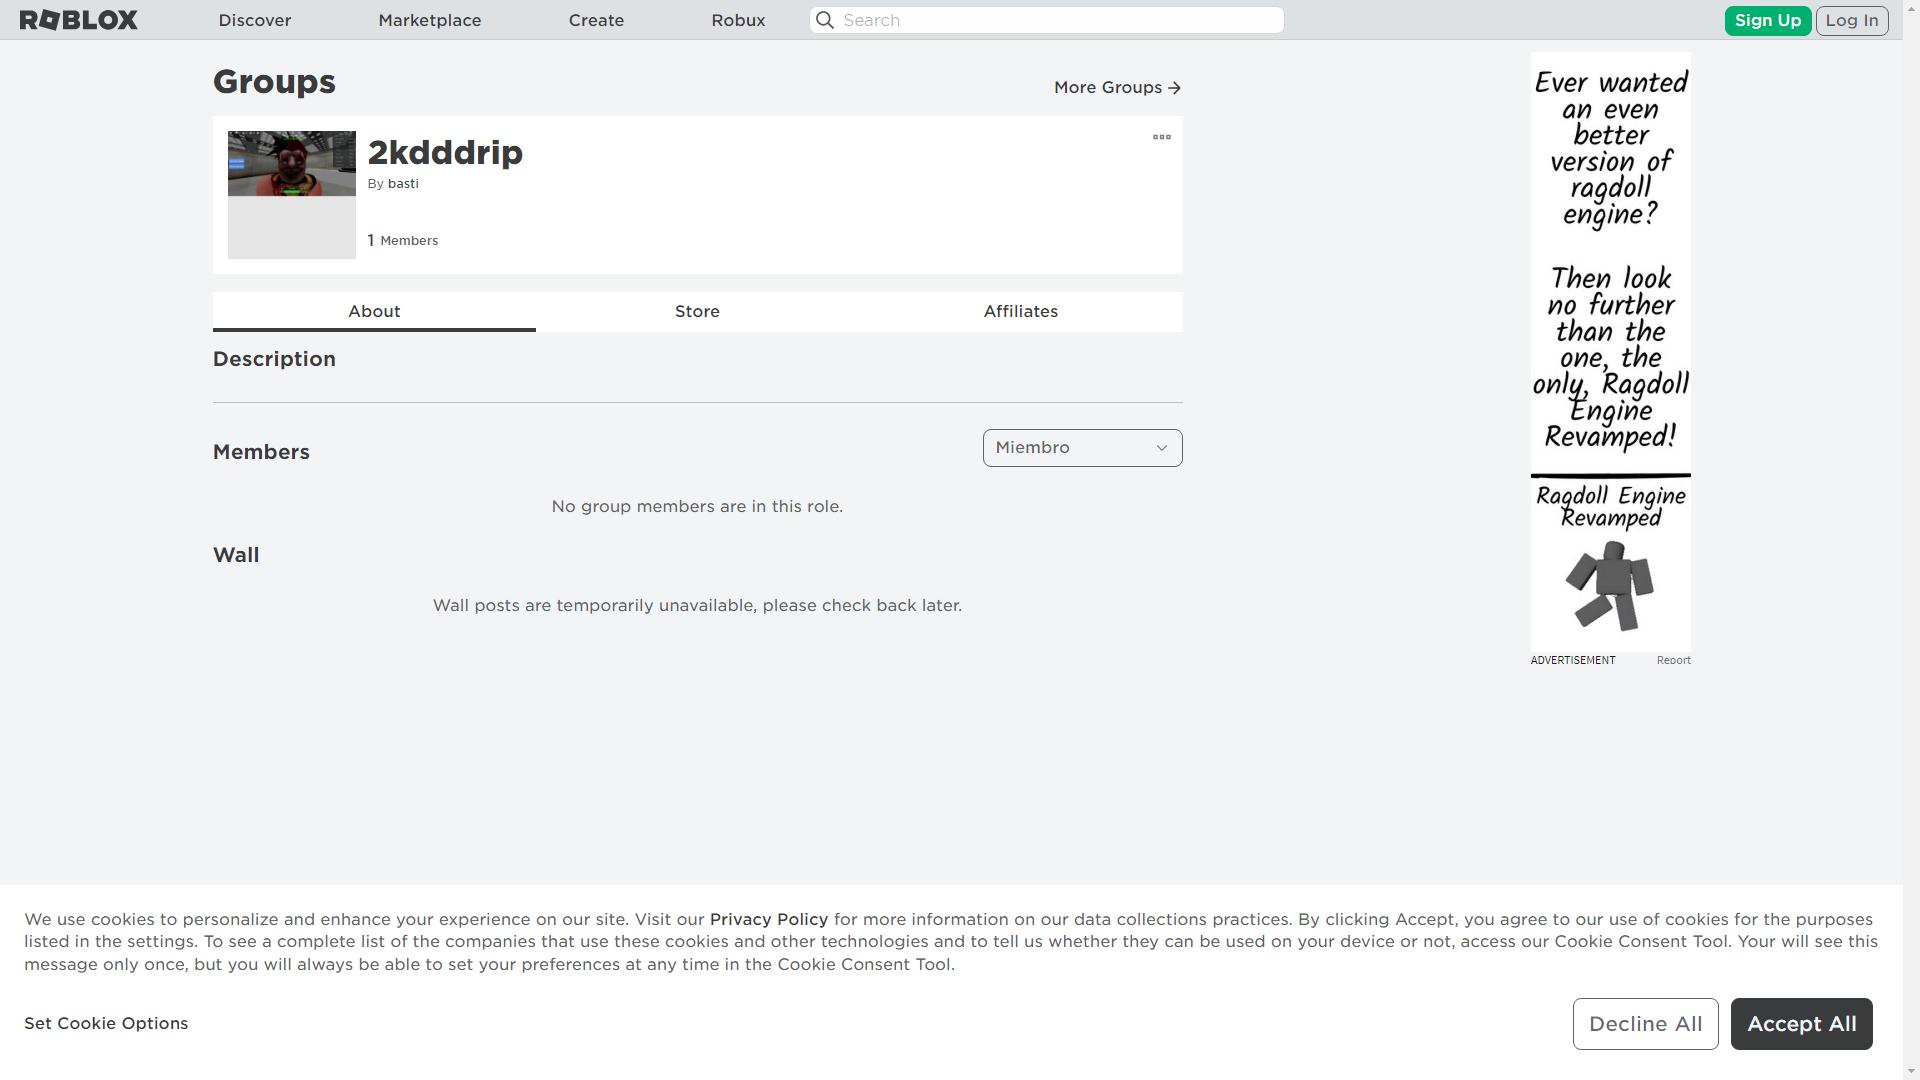 ROBLOX
Discover
Marketplace
Create
Robux
Search
Sign Up
Log In
Groups
More Groups
2kdddrip
By basti
1 Members
About
Store
Affiliates
Description
Members
Miembro
No group members are in this role.
Wall
Wall posts are temporarily unavailable, please check back later.
Ever wanted
an even
better
version of
ragdoll
engine?
Then look
no further
than the
one, the
only, Ragdoll
Engine
Revamped!
Ragdoll Engine
Revamped
ADVERTISEMENT
Report
We use cookies to personalize and enhance your experience on our site. Visit our Privacy Policy for more information on our data collections practices. By clicking Accept, you agree to our use of cookies for the purposes
listed in the settings. To see a complete list of the companies that use these cookies and other technologies and to tell us whether they can be used on your device or not, access our Cookie Consent Tool. Your will see this
message only once, but you will always be able to set your preferences at any time in the Cookie Consent Tool.
Set Cookie Options
Decline All
Accept All